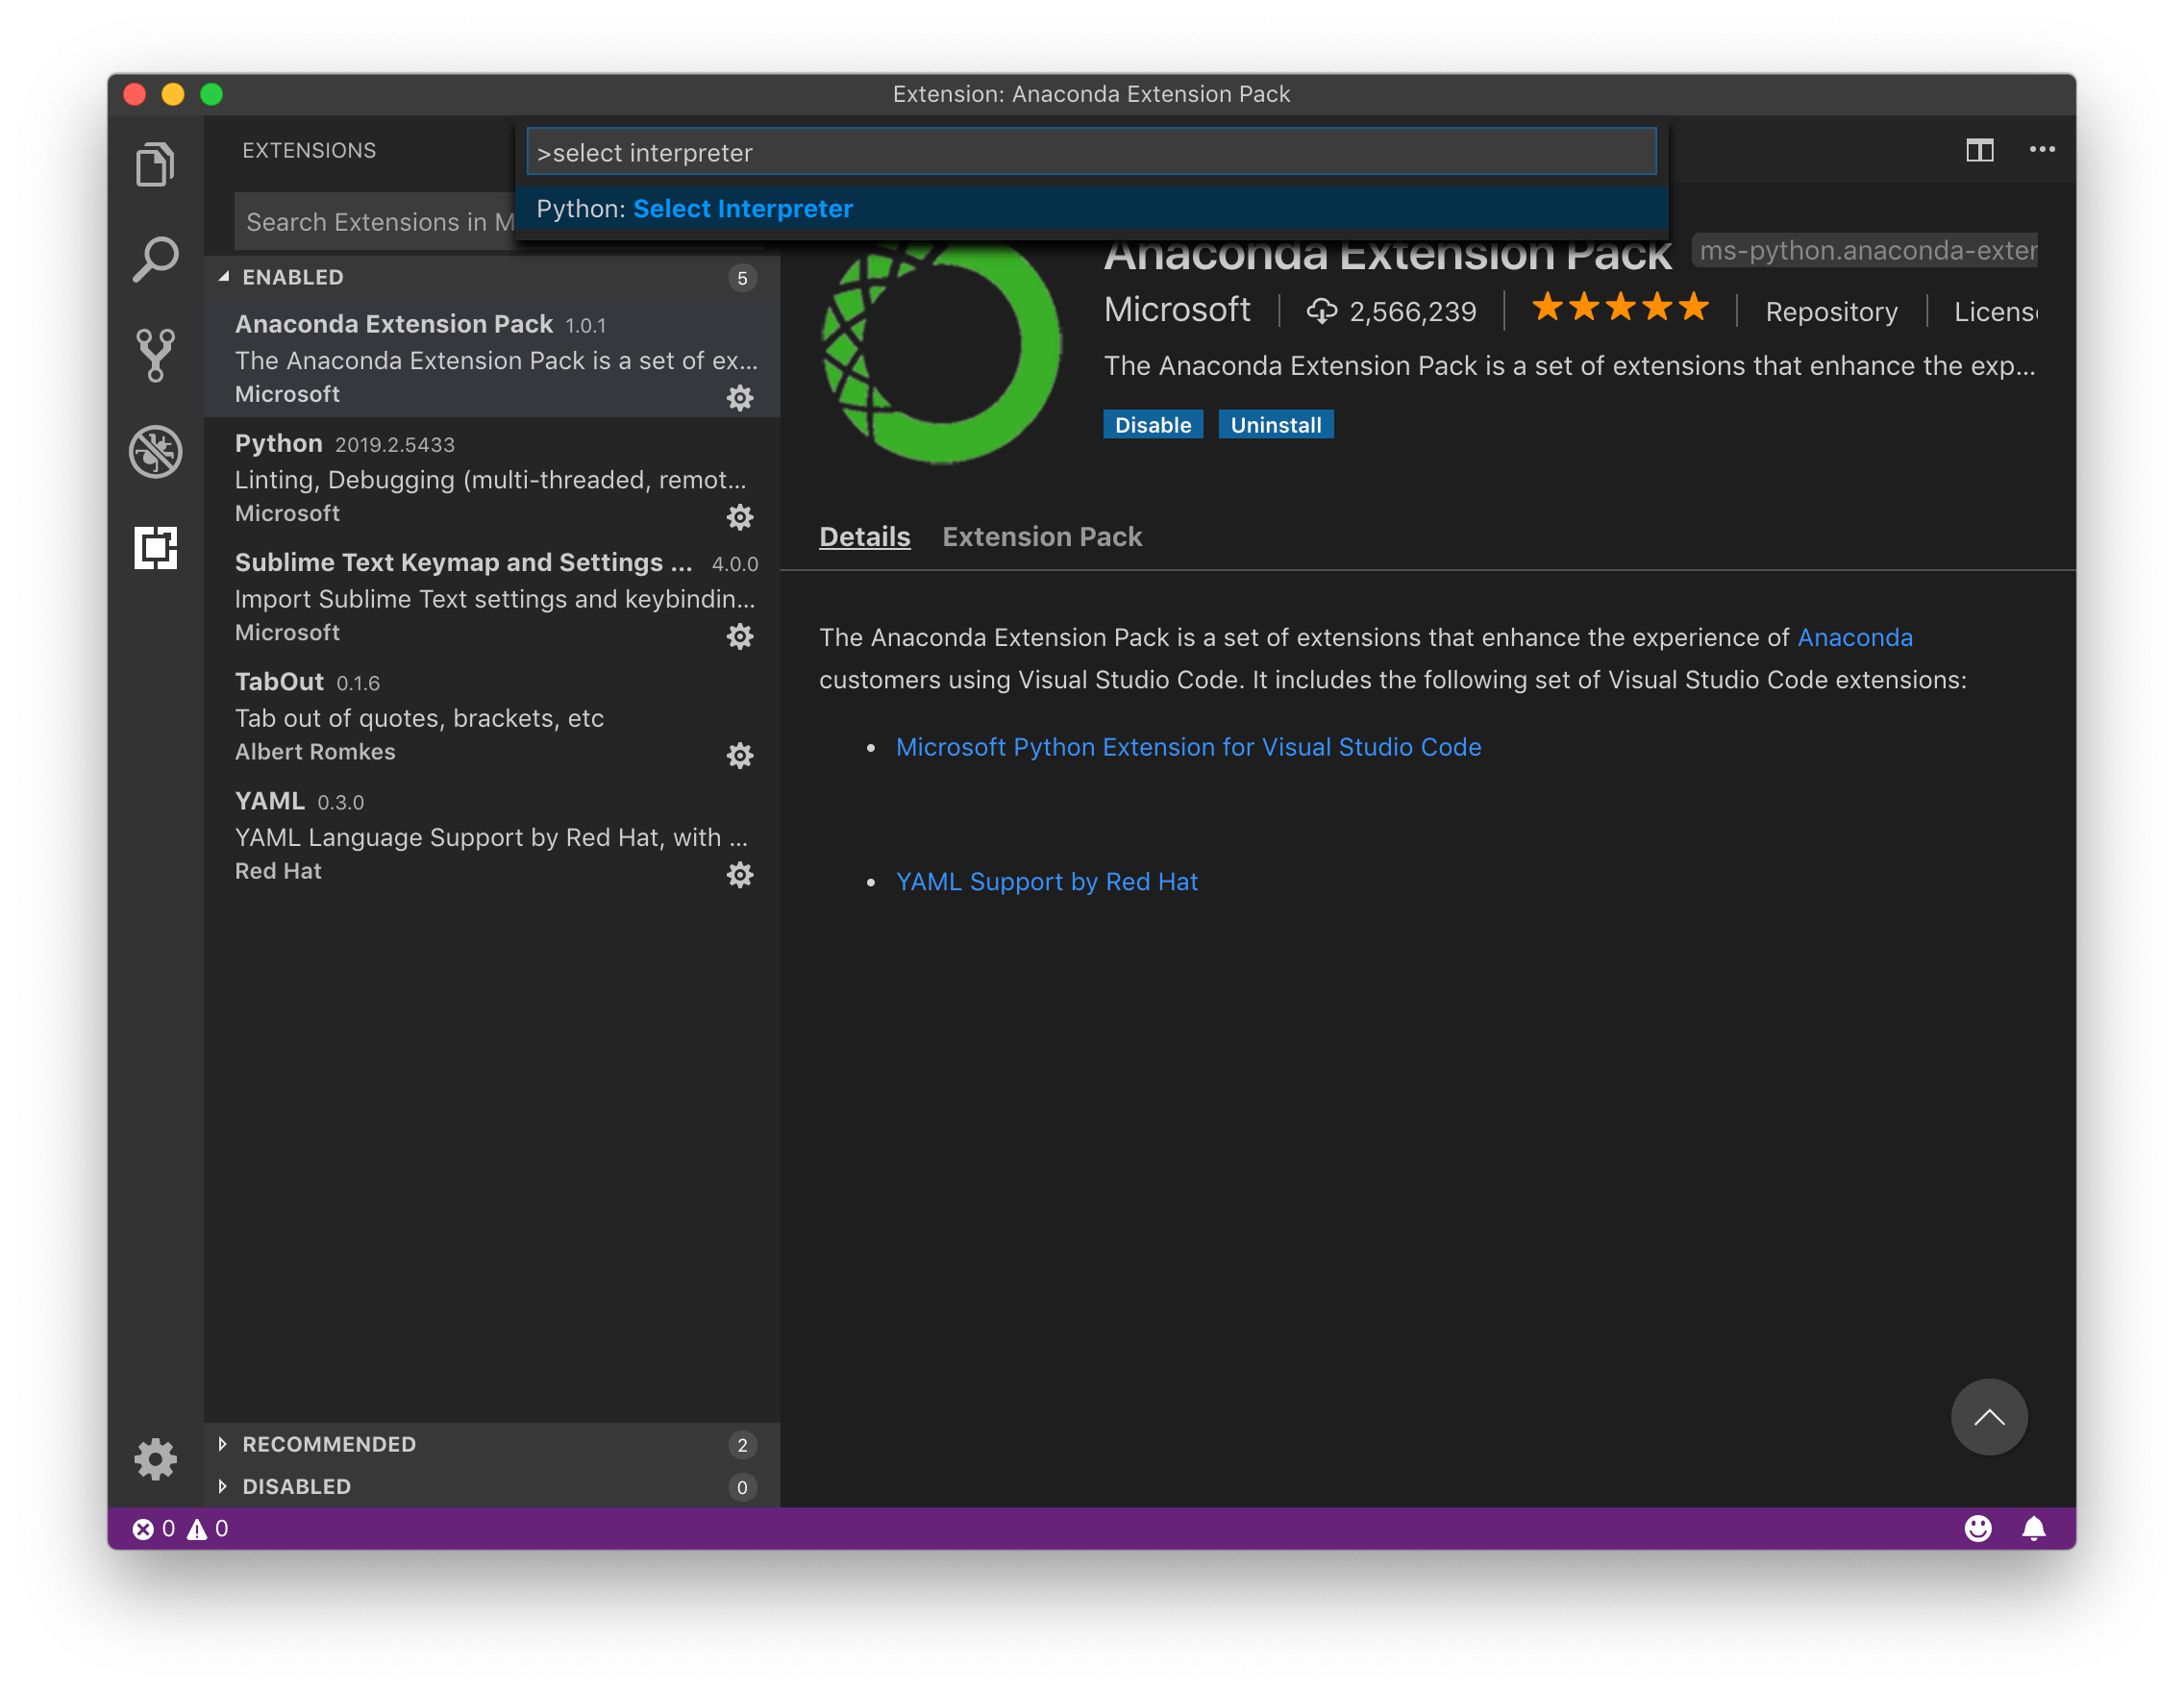 Extension: Anaconda Extension Pack
EXTENSIONS
>select interpreter
Python: Select Interpreter
Search Extensions in M
ENABLED 5
Anaconda Extension Pack 1.0.1
The Anaconda Extension Pack is a set of ex...
Microsoft
Python 2019.2.5433
Linting, Debugging (multi-threaded, remot...
Microsoft
Sublime Text Keymap and Settings ... 4.0.0
Import Sublime Text settings and keybindin...
Microsoft
TabOut 0.1.6
Tab out of quotes, brackets, etc
Albert Romkes
YAML 0.3.0
YAML Language Support by Red Hat, with ...
Red Hat
RECOMMENDED 2
DISABLED 0
Anaconda Extension Pack ms-python.anaconda-exter
Microsoft 2,566,239 Repository Licens
The Anaconda Extension Pack is a set of extensions that enhance the exp...
Disable Uninstall
Details Extension Pack
The Anaconda Extension Pack is a set of extensions that enhance the experience of Anaconda
customers using Visual Studio Code. It includes the following set of Visual Studio Code extensions:
• Microsoft Python Extension for Visual Studio Code
• YAML Support by Red Hat
0 0